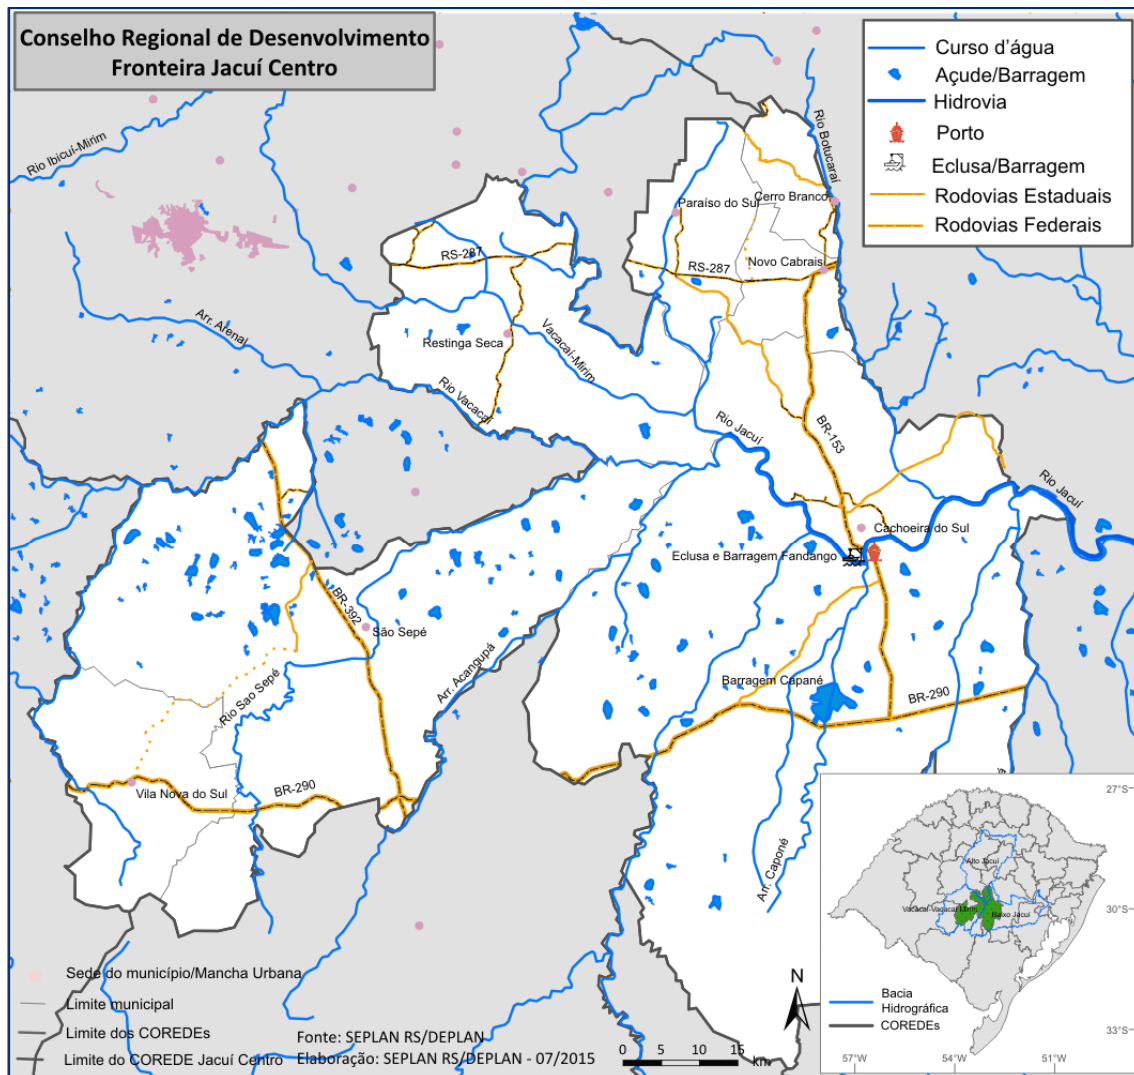 Conselho Regional de Desenvolvimento
Fronteira Jacuí Centro
Curso d'água
Açude/Barragem
Hidrovia
Porto
Eclusa/Barragem
Rodovias Estaduais
Rodovias Federais
Rio Ibicuí-Mirim
Rio Botucaraí
Paraíso do Sul
Cerro Branco
RS-287
RS-287
Novo Cabrais
Arr. Arenal
Restinga Seca
Vacacaí-Mirim
Rio Vacacaí
Rio Jacuí
BR-153
Rio Jacuí
Cachoeira do Sul
Eclusa e Barragem Fandango
BR-392
São Sepé
Arr. Acangupá
Rio Sao Sepé
Barragem Capané
BR-290
Vila Nova do Sul
BR-290
Arr. Caponé
27°S
Alto Jacuí
Vacacaí-Vacacaí Mirim
Baixo Jacuí
30°S
33°S
57°W
54°W
51°W
Bacia
Hidrográfica
COREDEs
N
0 5 10 15
km
Sede do município/Mancha Urbana
Limite municipal
Limite dos COREDEs
Limite do COREDE Jacuí Centro
Fonte: SEPLAN RS/DEPLAN
Elaboração: SEPLAN RS/DEPLAN - 07/2015